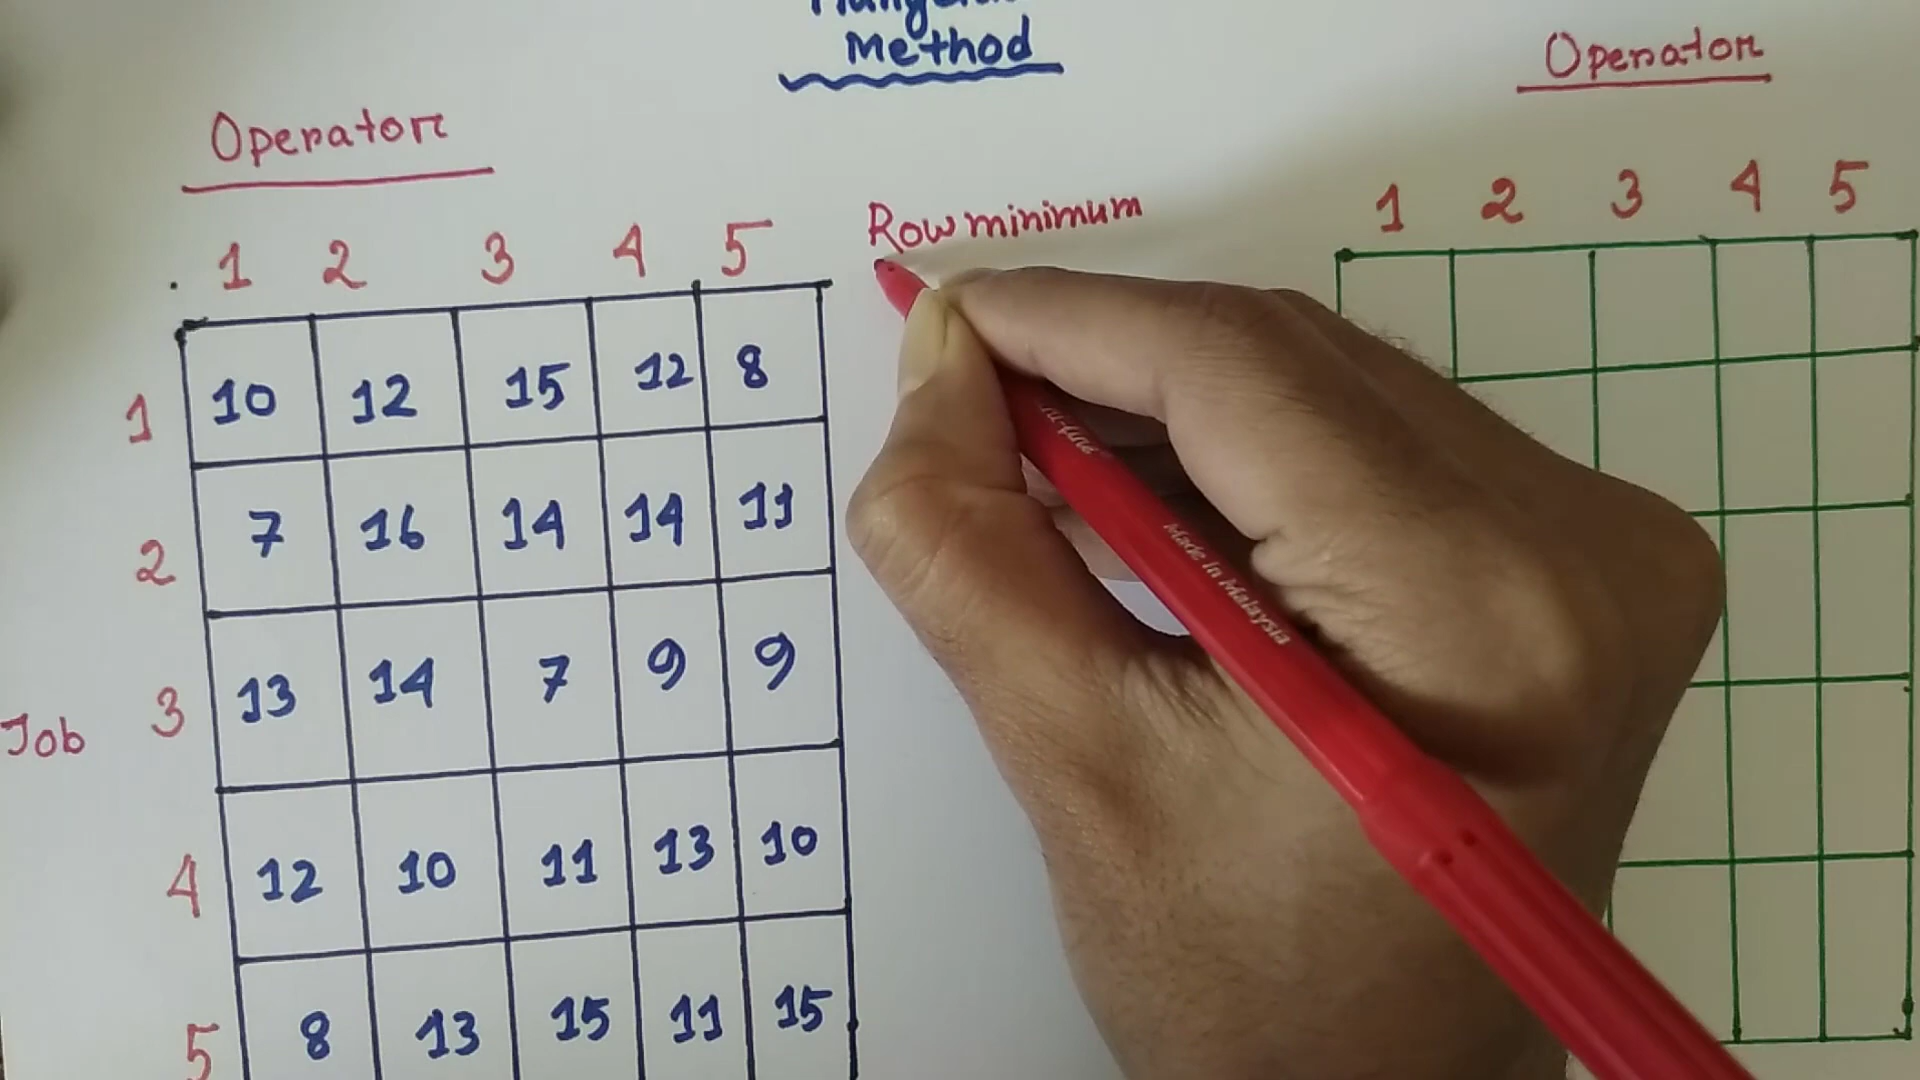 Method
Operator
Operator
1 2 3 4 5
Row minimum
1 2 3 4 5
1 10 12 15 12 8
2 7 16 14 14 11
3 13 14 7 9 9
Job
4 12 10 11 13 10
5 8 13 15 11 15
Made in Malaysia